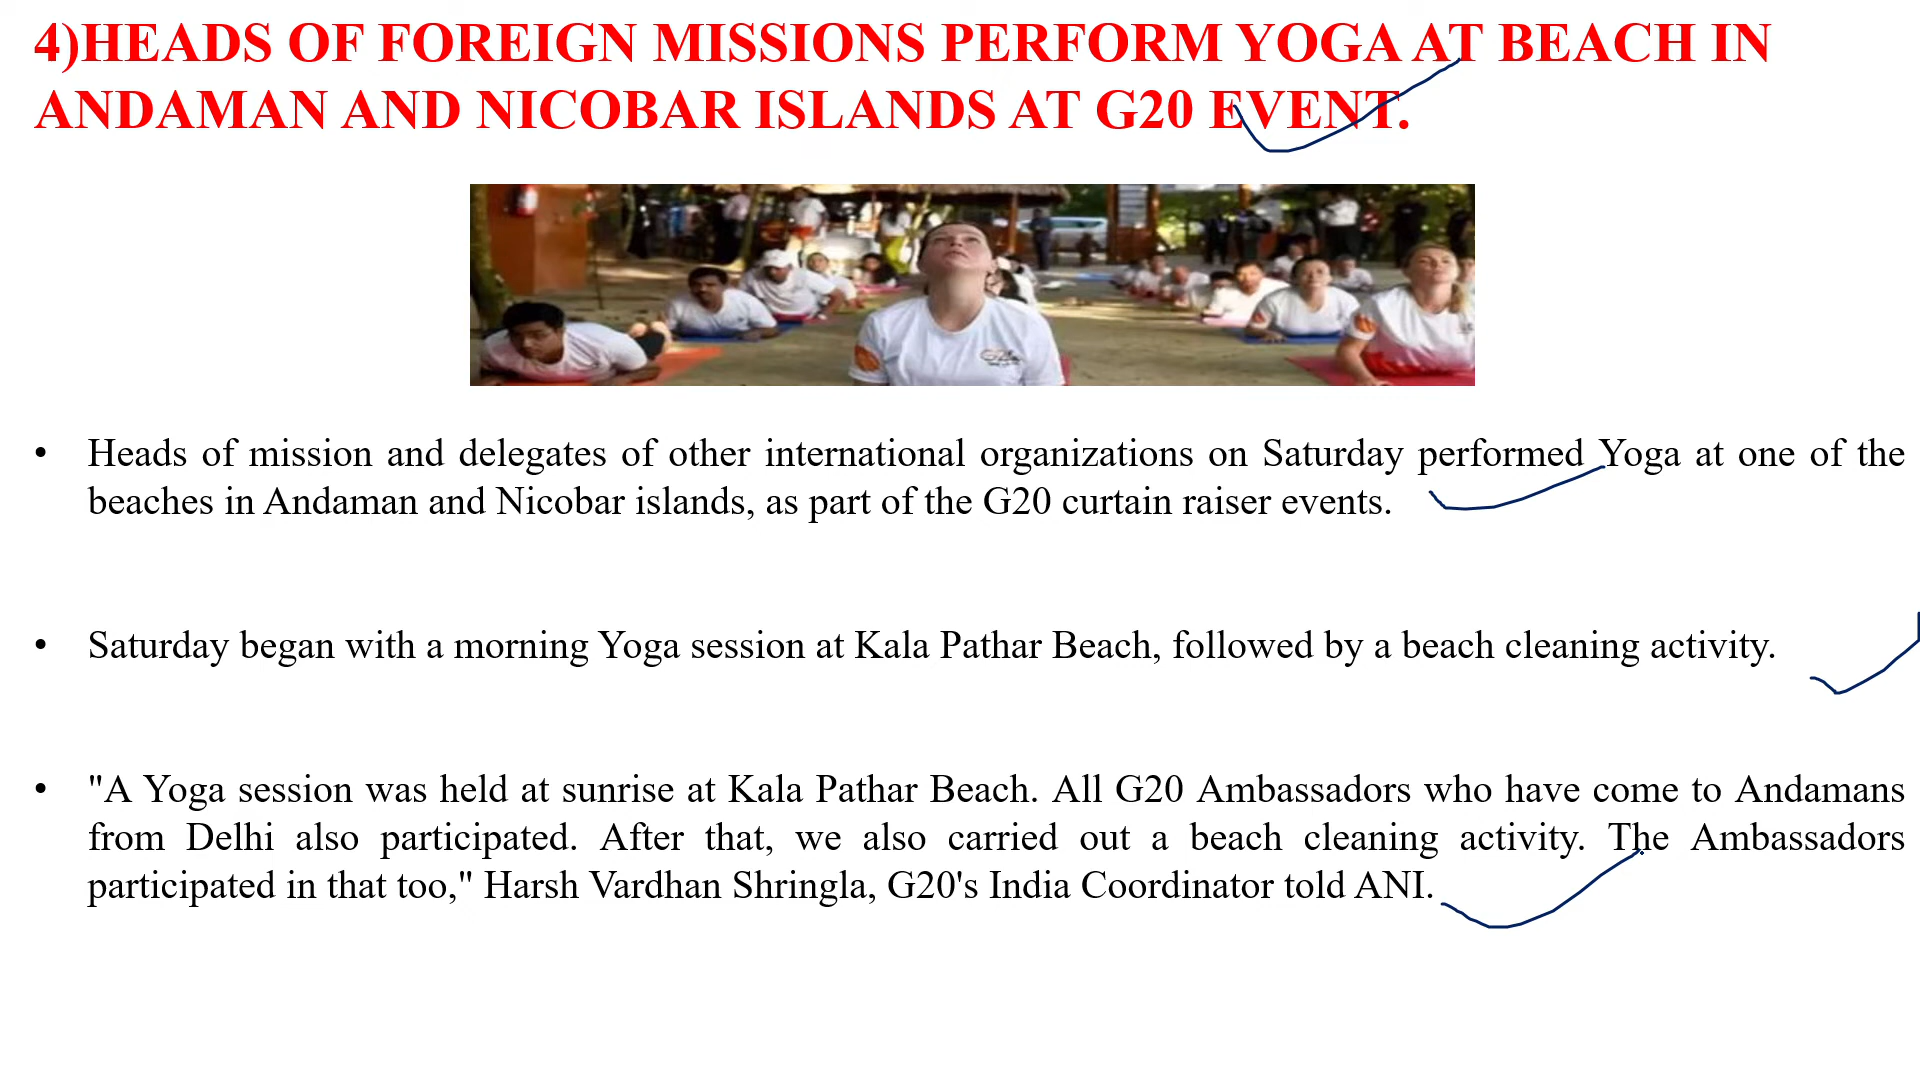 4)HEADS OF FOREIGN MISSIONS PERFORM YOGA AT BEACH IN
ANDAMAN AND NICOBAR ISLANDS AT G20 EVENT.
• Heads of mission and delegates of other international organizations on Saturday performed Yoga at one of the
beaches in Andaman and Nicobar islands, as part of the G20 curtain raiser events.
• Saturday began with a morning Yoga session at Kala Pathar Beach, followed by a beach cleaning activity.
• "A Yoga session was held at sunrise at Kala Pathar Beach. All G20 Ambassadors who have come to Andamans
from Delhi also participated. After that, we also carried out a beach cleaning activity. The Ambassadors
participated in that too," Harsh Vardhan Shringla, G20's India Coordinator told ANI.